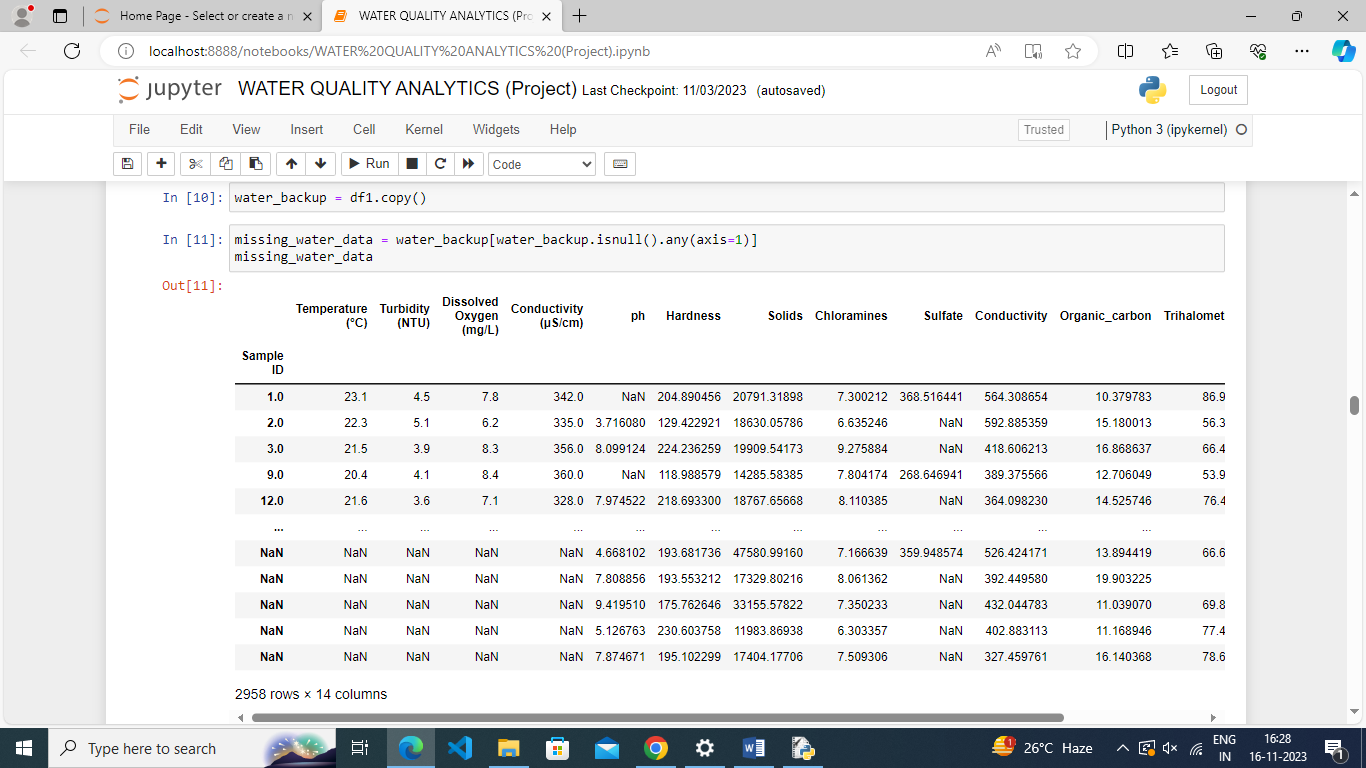 Home Page - Select or create a n
WATER QUALITY ANALYTICS (Pro
localhost:8888/notebooks/WATER%20QUALITY%20ANALYTICS%20(Project).ipynb
jupyter WATER QUALITY ANALYTICS (Project) Last Checkpoint: 11/03/2023 (autosaved)
Logout
File Edit View Insert Cell Kernel Widgets Help
Trusted
Python 3 (ipykernel)
Run
Code
In [10]: water_backup = df1.copy()
In [11]: missing_water_data = water_backup[water_backup.isnull().any(axis=1)]
missing_water_data
Out[11]:
Temperature (°C) Turbidity (NTU) Dissolved Oxygen (mg/L) Conductivity (µS/cm) ph Hardness Solids Chloramines Sulfate Conductivity Organic_carbon Trihalomet
Sample ID
1.0 23.1 4.5 7.8 342.0 NaN 204.890456 20791.31898 7.300212 368.516441 564.308654 10.379783 86.9
2.0 22.3 5.1 6.2 335.0 3.716080 129.422921 18630.05786 6.635246 NaN 592.885359 15.180013 56.3
3.0 21.5 3.9 8.3 356.0 8.099124 224.236259 19909.54173 9.275884 NaN 418.606213 16.868637 66.4
9.0 20.4 4.1 8.4 360.0 NaN 118.988579 14285.58385 7.804174 268.646941 389.375566 12.706049 53.9
12.0 21.6 3.6 7.1 328.0 7.974522 218.693300 18767.65668 8.110385 NaN 364.098230 14.525746 76.4
... ... ... ... ... ... ... ... ... ... ... ...
NaN NaN NaN NaN NaN 4.668102 193.681736 47580.99160 7.166639 359.948574 526.424171 13.894419 66.6
NaN NaN NaN NaN NaN 7.808856 193.553212 17329.80216 8.061362 NaN 392.449580 19.903225
NaN NaN NaN NaN NaN 9.419510 175.762646 33155.57822 7.350233 NaN 432.044783 11.039070 69.8
NaN NaN NaN NaN NaN 5.126763 230.603758 11983.86938 6.303357 NaN 402.883113 11.168946 77.4
NaN NaN NaN NaN NaN 7.874671 195.102299 17404.17706 7.509306 NaN 327.459761 16.140368 78.6
2958 rows × 14 columns
Type here to search
1
26°C Haze
ENG
IN
16:28
16-11-2023
1